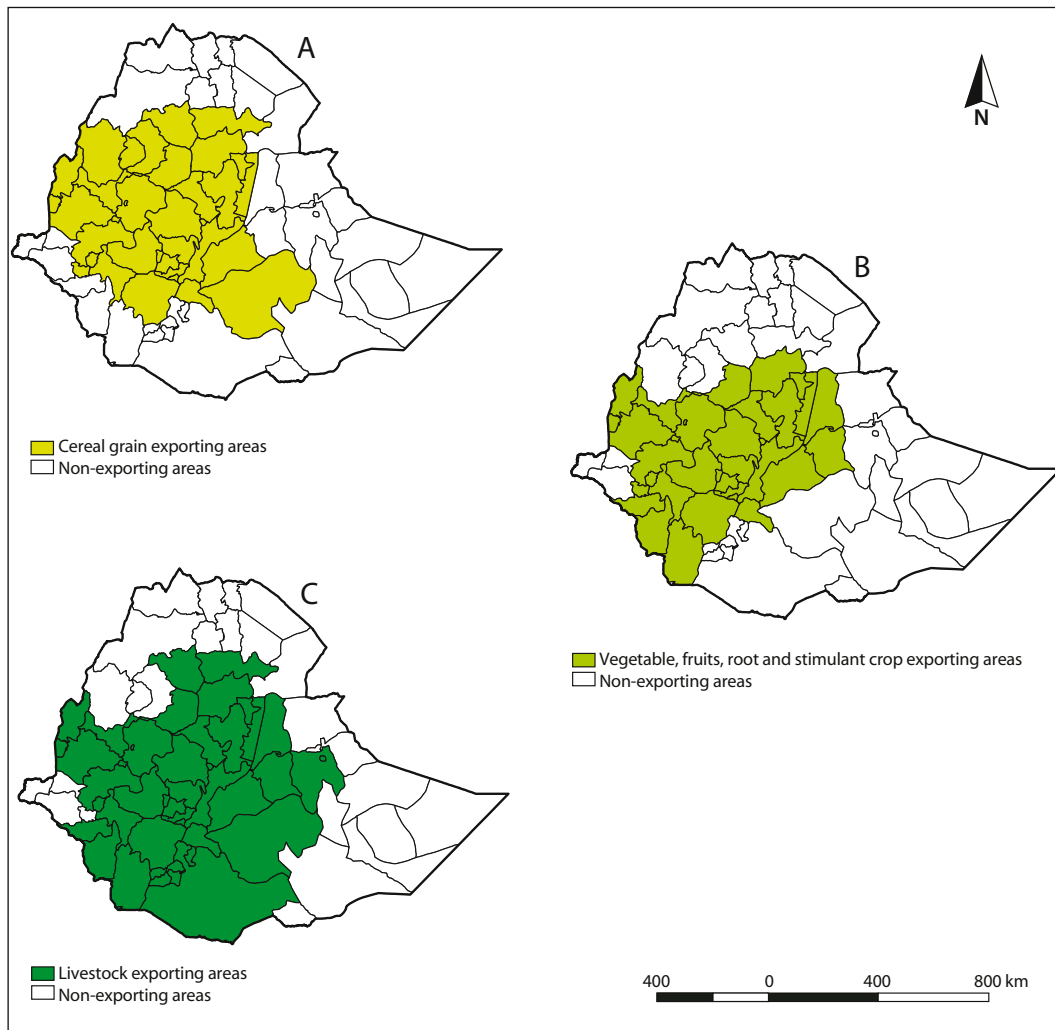 A
N
Cereal grain exporting areas
Non-exporting areas
B
Vegetable, fruits, root and stimulant crop exporting areas
Non-exporting areas
C
Livestock exporting areas
Non-exporting areas
400 0 400 800 km